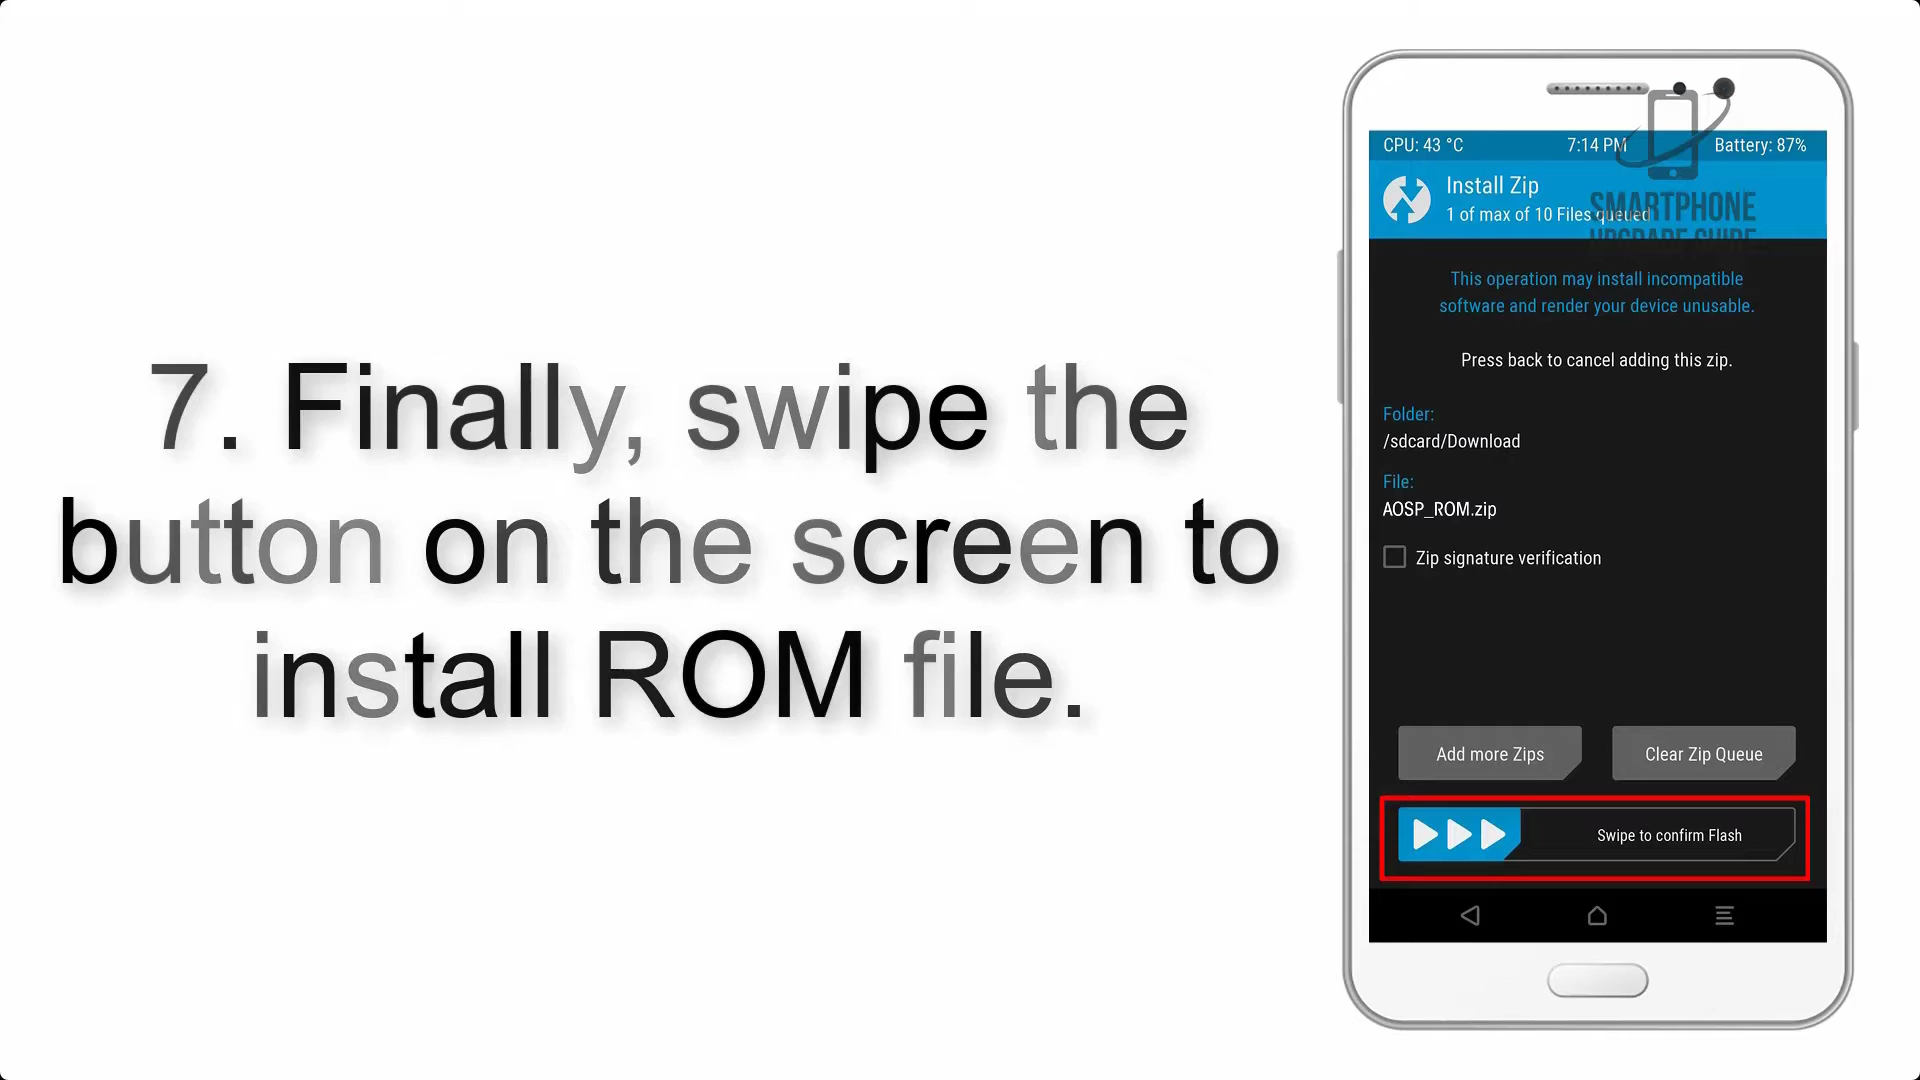 7. Finally, swipe the
button on the screen to
install ROM file.
CPU: 43 °C 7:14 PM Battery: 87%
Install Zip
1 of max of 10 Files queued
SMARTPHONE
UPGRADE GUIDE
This operation may install incompatible
software and render your device unusable.
Press back to cancel adding this zip.
Folder:
/sdcard/Download
File:
AOSP_ROM.zip
Zip signature verification
Add more Zips Clear Zip Queue
Swipe to confirm Flash